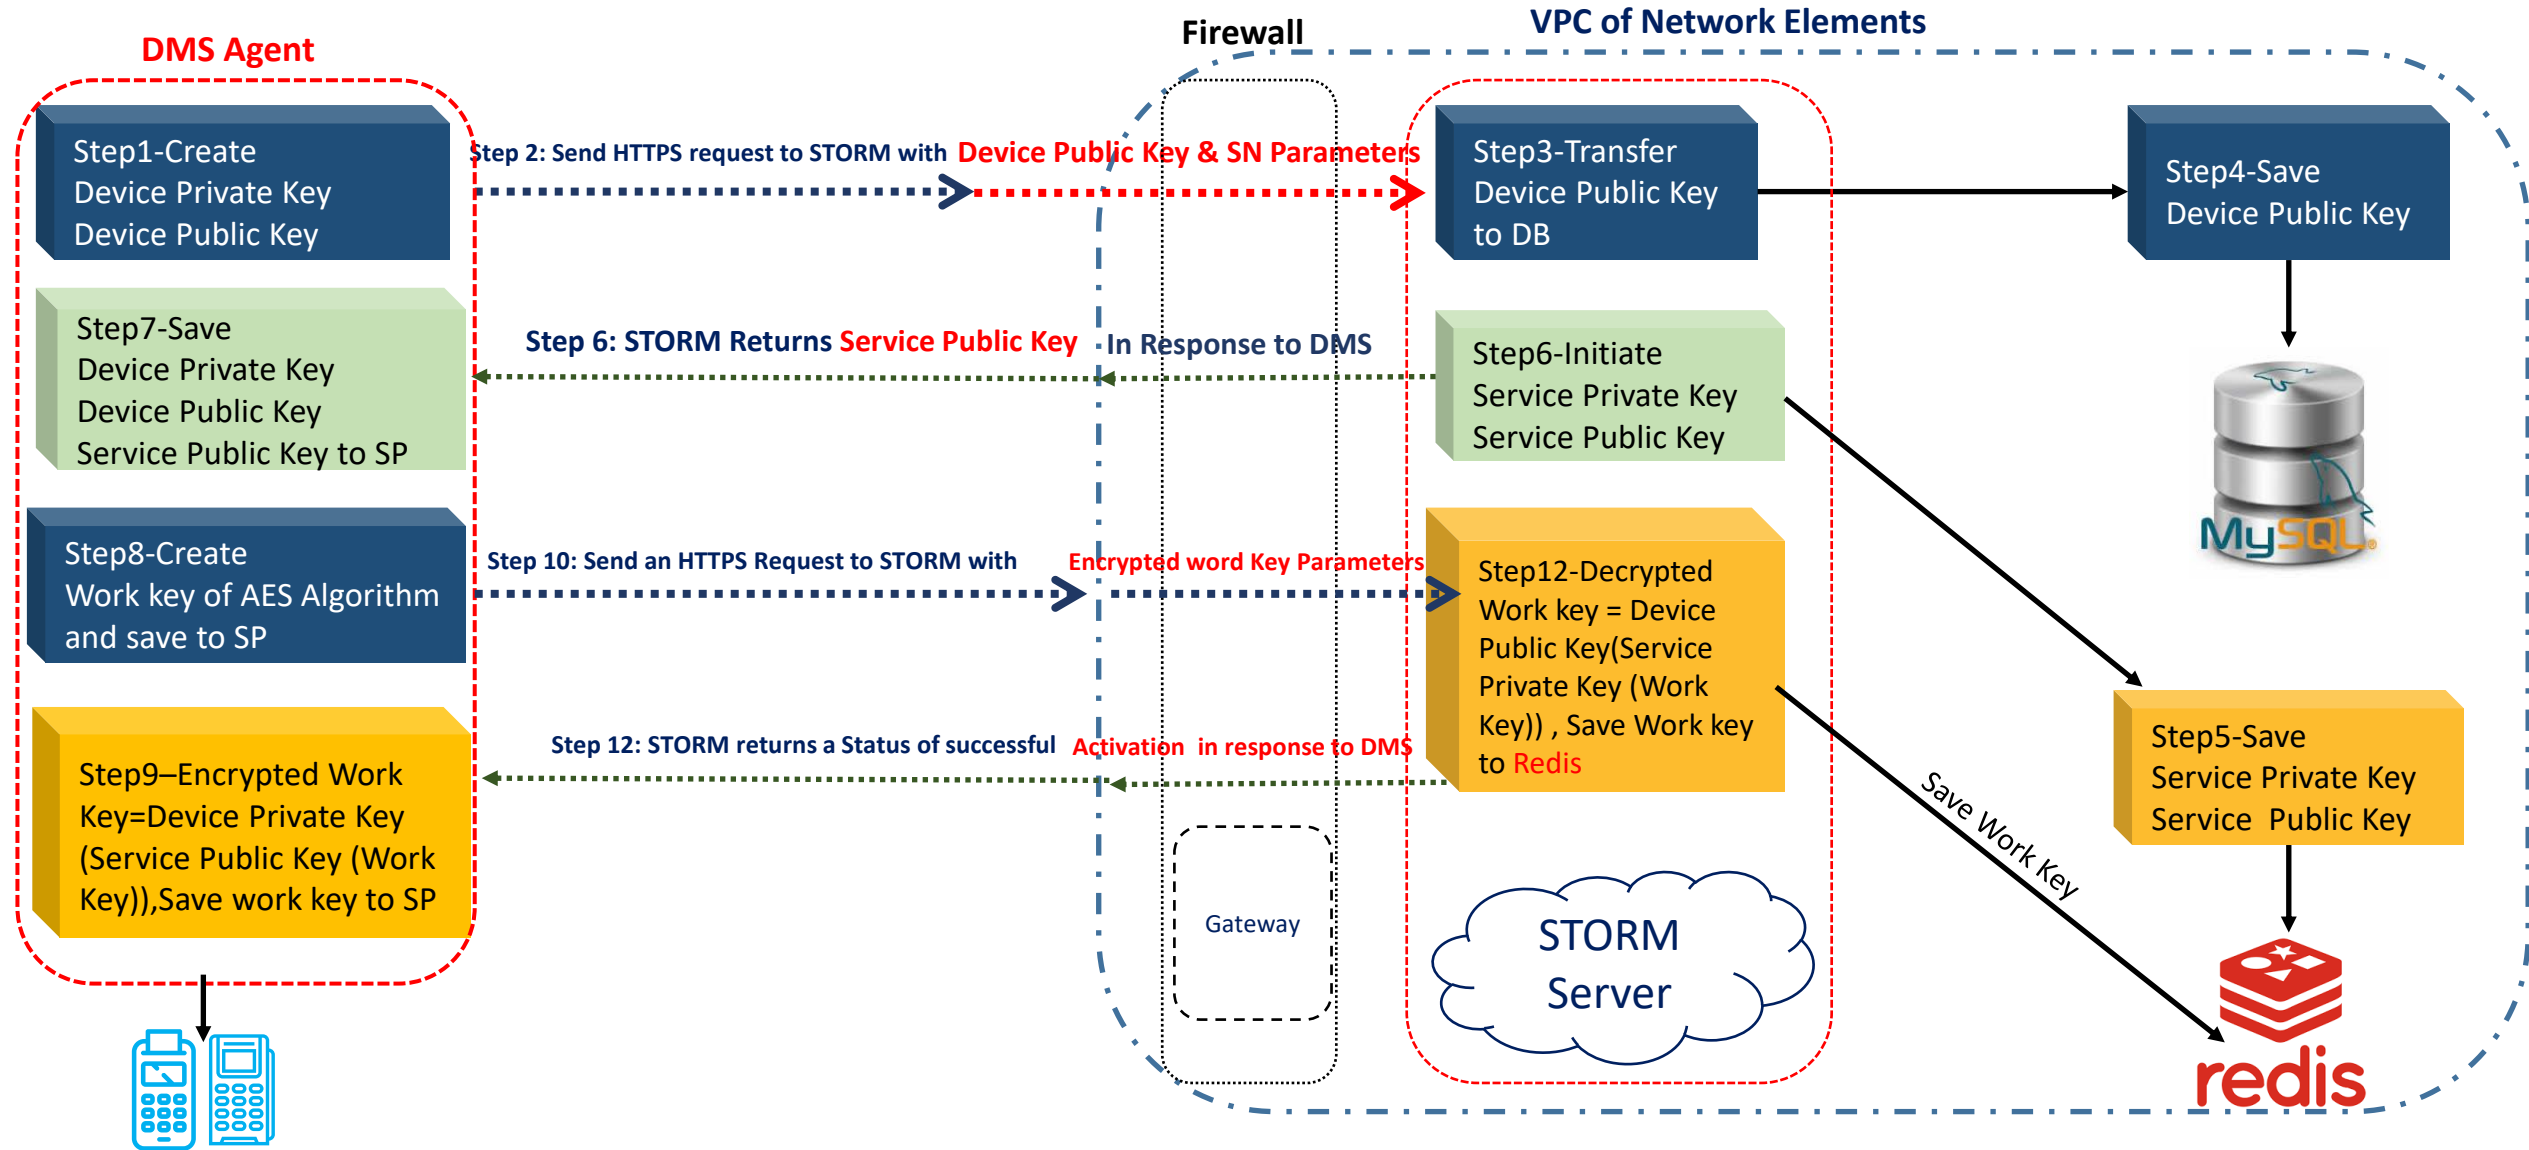 DMS Agent
Firewall
VPC of Network Elements
Step1-Create
Device Private Key
Device Public Key
Step 2: Send HTTPS request to STORM with Device Public Key & SN Parameters
Step3-Transfer
Device Public Key
to DB
Step4-Save
Device Public Key
Step7-Save
Device Private Key
Device Public Key
Service Public Key to SP
Step 6: STORM Returns Service Public Key
In Response to DMS
Step6-Initiate
Service Private Key
Service Public Key
MySQL®
Step8-Create
Work key of AES Algorithm
and save to SP
Step 10: Send an HTTPS Request to STORM with
Encrypted word Key Parameters
Step12-Decrypted
Work key = Device
Public Key(Service
Private Key (Work
Key)) , Save Work key
to Redis
Step9–Encrypted Work
Key=Device Private Key
(Service Public Key (Work
Key)),Save work key to SP
Step 12: STORM returns a Status of successful
Activation in response to DMS
Step5-Save
Service Private Key
Service Public Key
Save Work Key
Gateway
STORM
Server
redis